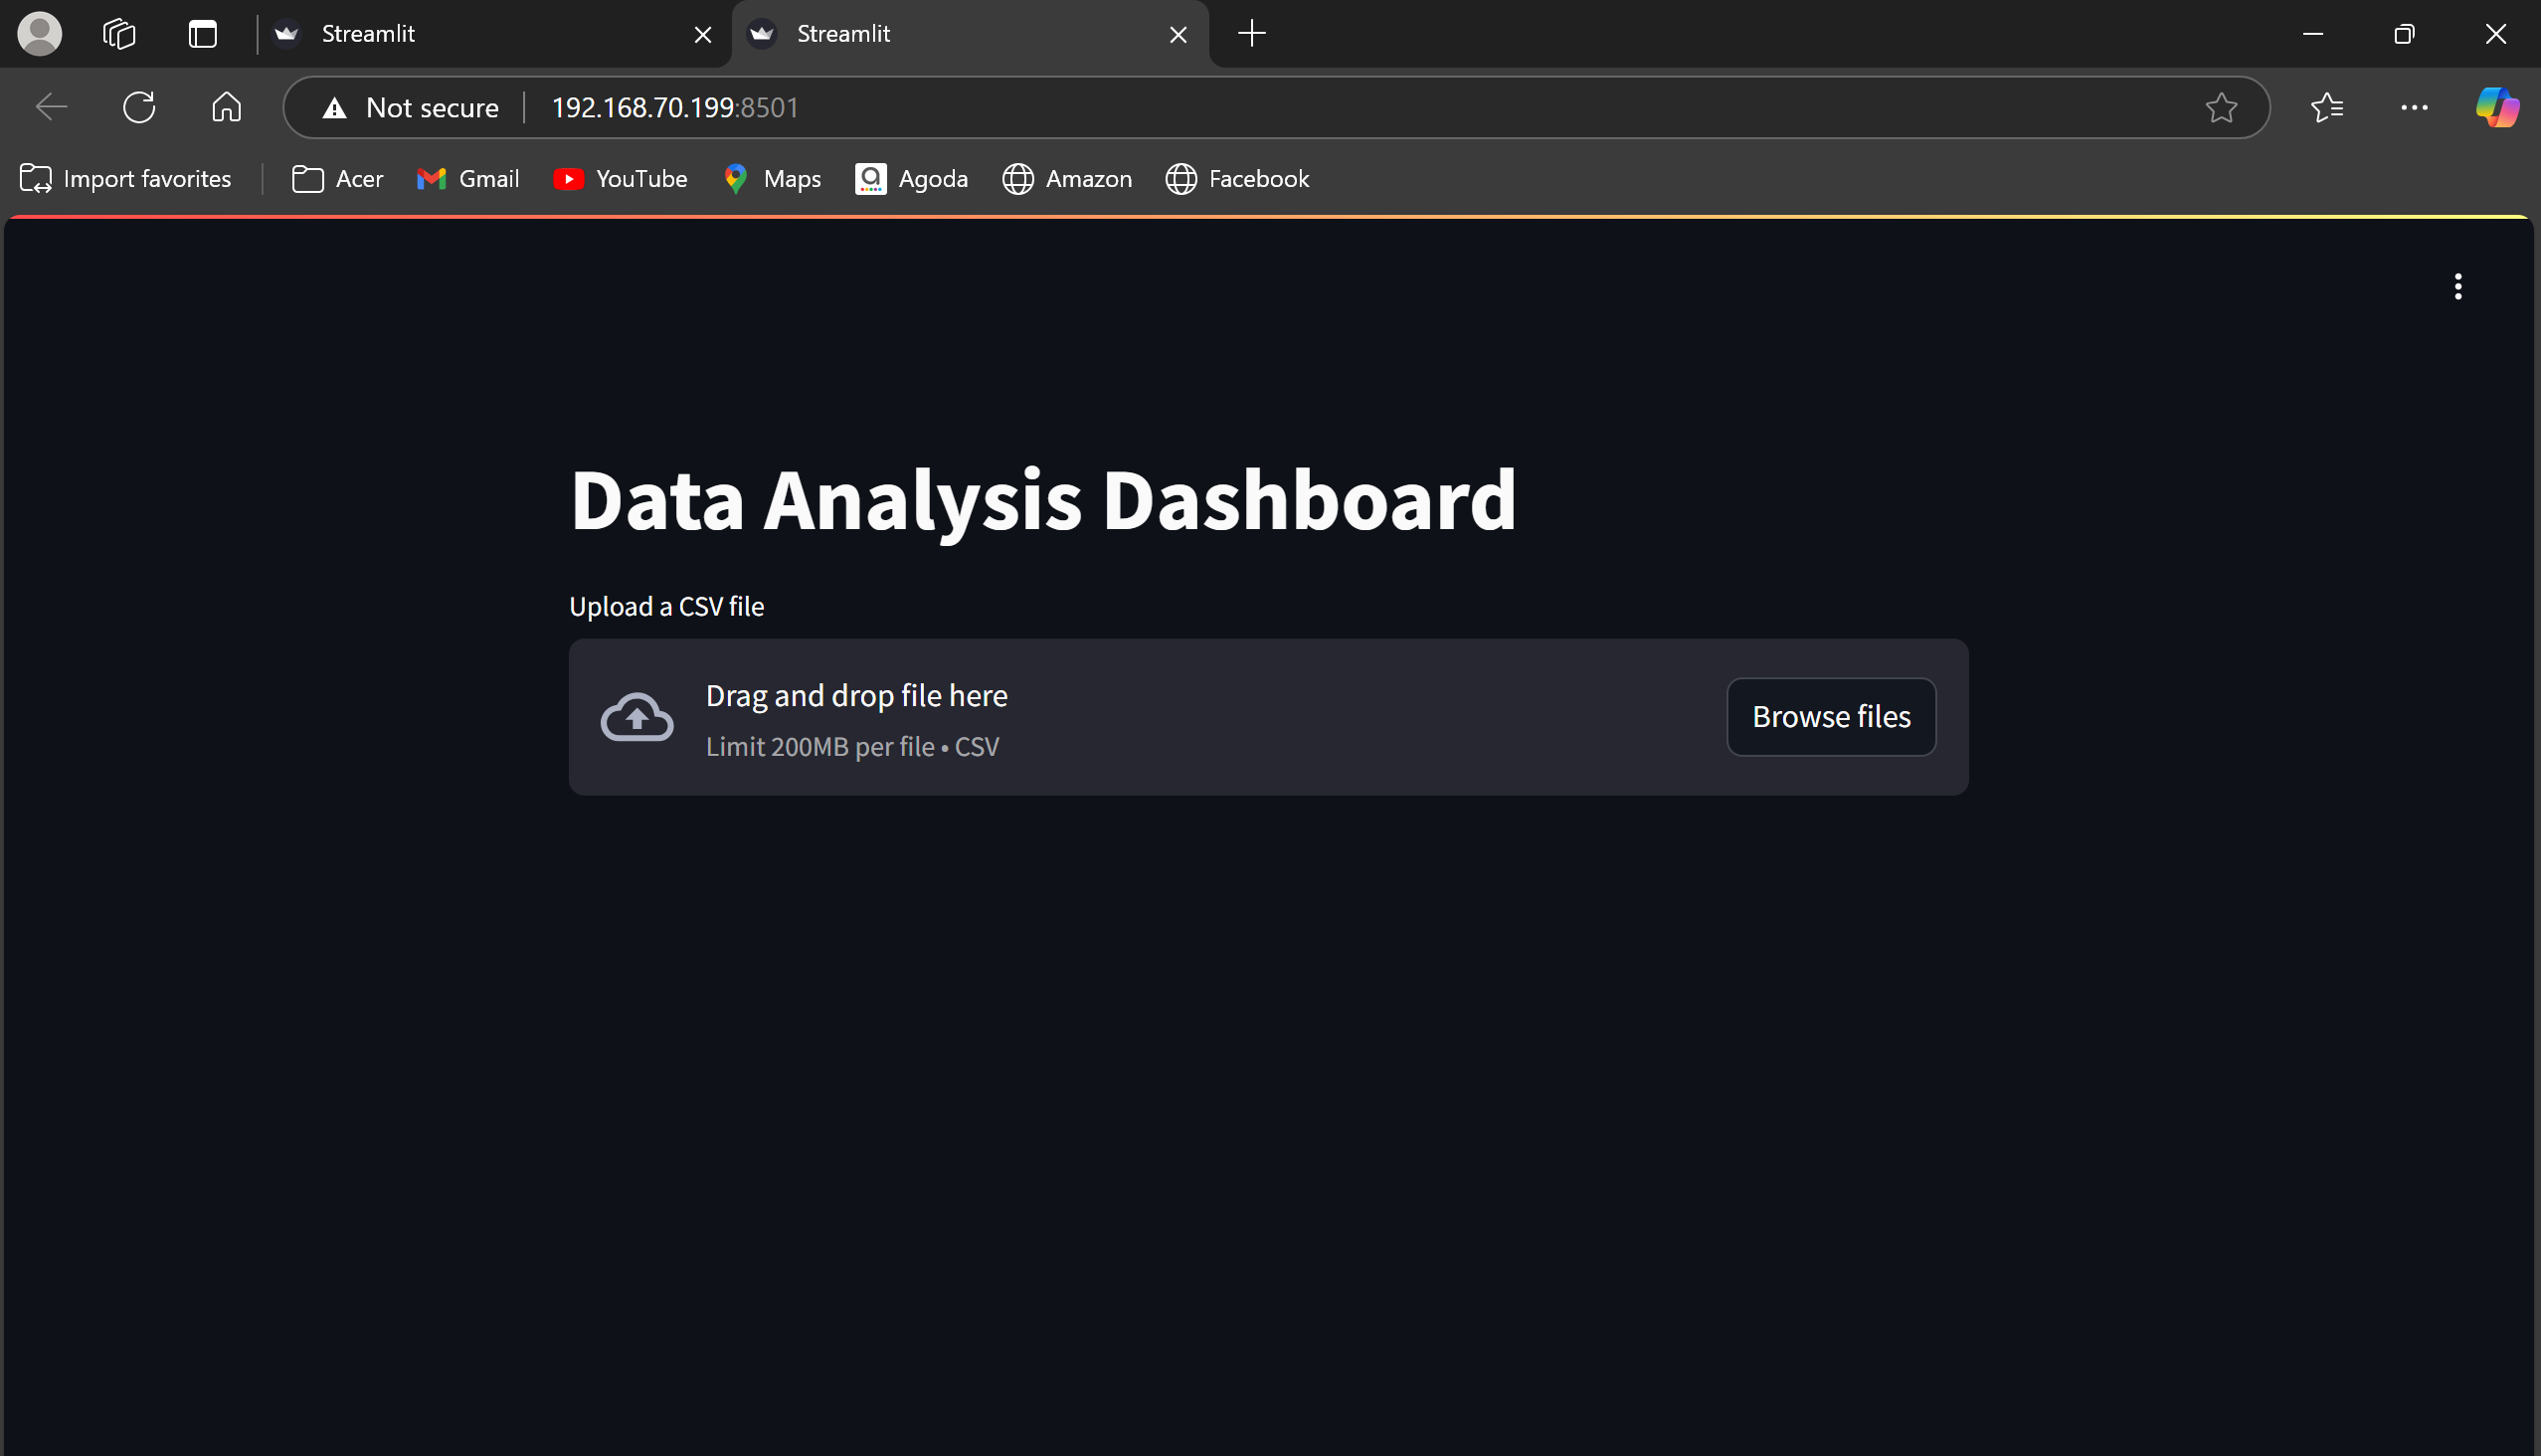 Streamlit
Streamlit
Not secure
192.168.70.199:8501
Import favorites
Acer
Gmail
YouTube
Maps
Agoda
Amazon
Facebook
Data Analysis Dashboard
Upload a CSV file
Drag and drop file here
Limit 200MB per file • CSV
Browse files